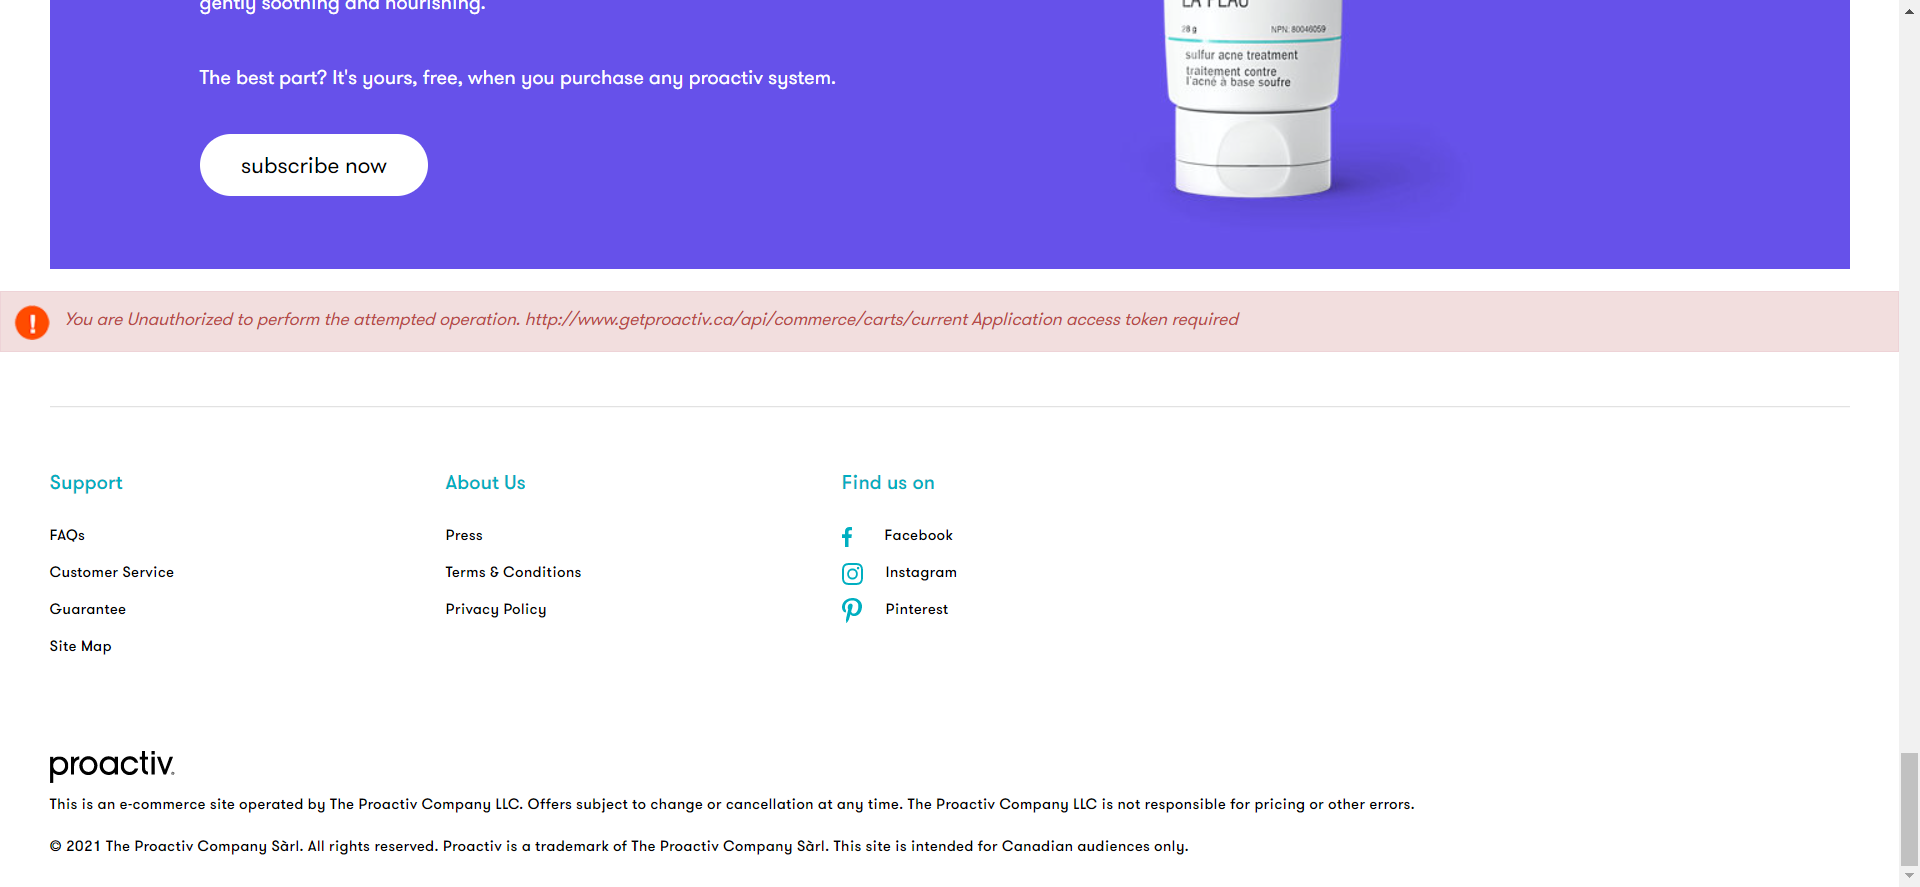 gently soothing and nourishing.
The best part? It's yours, free, when you purchase any proactiv system.
subscribe now
LA PEAU
28 g NPN: 80046059
sulfur acne treatment
traitement contre
l'acné à base soufre
You are Unauthorized to perform the attempted operation. http://www.getproactiv.ca/api/commerce/carts/current Application access token required
Support
FAQs
Customer Service
Guarantee
Site Map
About Us
Press
Terms & Conditions
Privacy Policy
Find us on
Facebook
Instagram
Pinterest
proactiv.
This is an e-commerce site operated by The Proactiv Company LLC. Offers subject to change or cancellation at any time. The Proactiv Company LLC is not responsible for pricing or other errors.
© 2021 The Proactiv Company Sàrl. All rights reserved. Proactiv is a trademark of The Proactiv Company Sàrl. This site is intended for Canadian audiences only.